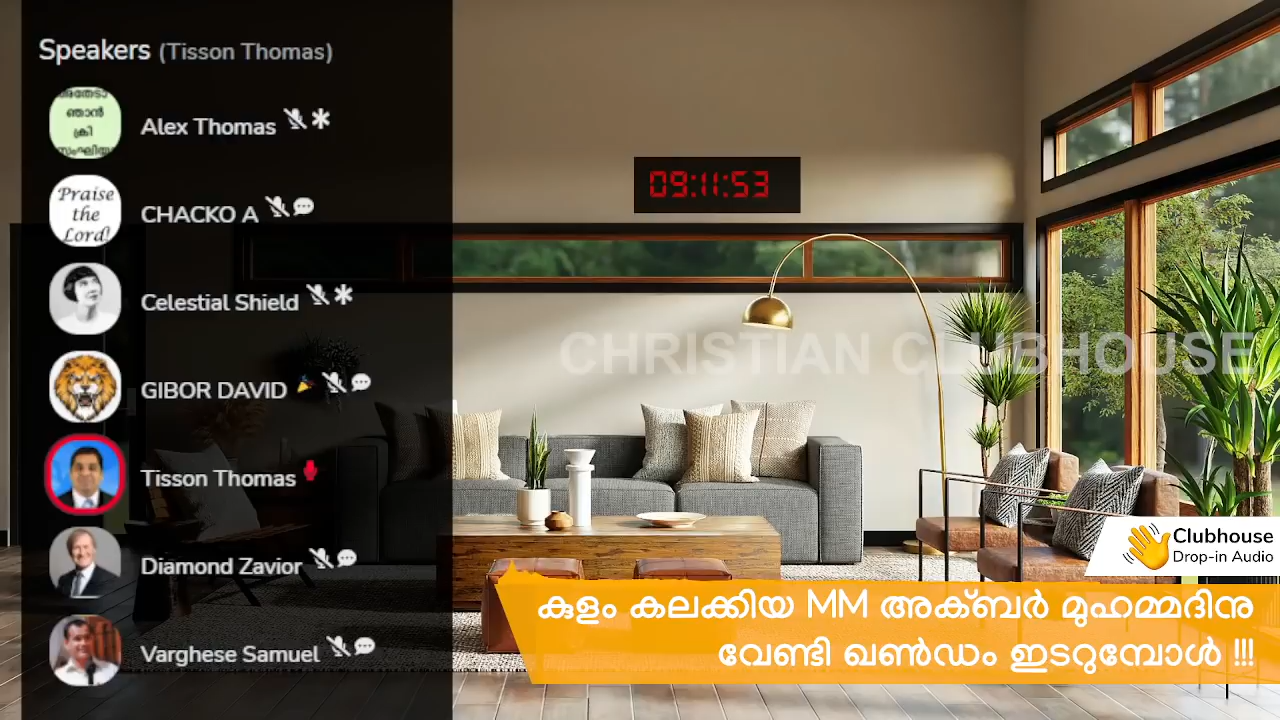 Speakers (Tisson Thomas)
ഞാൻ
ക്രി
Alex Thomas
Praise
the
Lord!
CHACKO A
Celestial Shield
GIBOR DAVID
Tisson Thomas
Diamond Zavior
Varghese Samuel
09:11:53
CHRISTIAN CLUBHOUSE
Clubhouse
Drop-in Audio
കുളം കലക്കിയ MM അക്ബർ മുഹമ്മദിനു
വേണ്ടി ഖൺഡം ഇടറുമ്പോൾ !!!